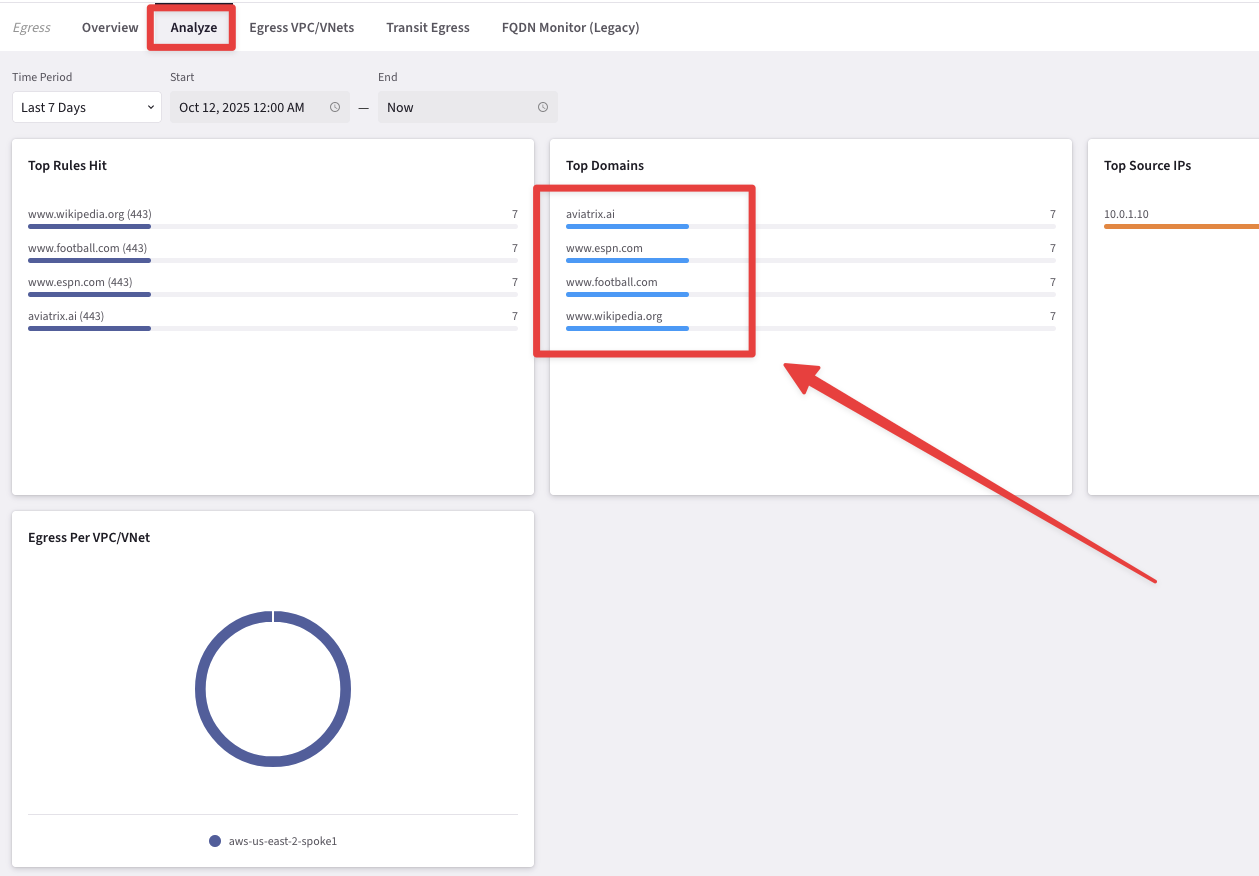 Egress Overview Analyze Egress VPC/VNets Transit Egress FQDN Monitor (Legacy)
Time Period Start End
Last 7 Days Oct 12, 2025 12:00 AM — Now
Top Rules Hit
www.wikipedia.org (443) 7
www.football.com (443) 7
www.espn.com (443) 7
aviatrix.ai (443) 7
Top Domains
aviatrix.ai 7
www.espn.com 7
www.football.com 7
www.wikipedia.org 7
Top Source IPs
10.0.1.10
Egress Per VPC/VNet
aws-us-east-2-spoke1